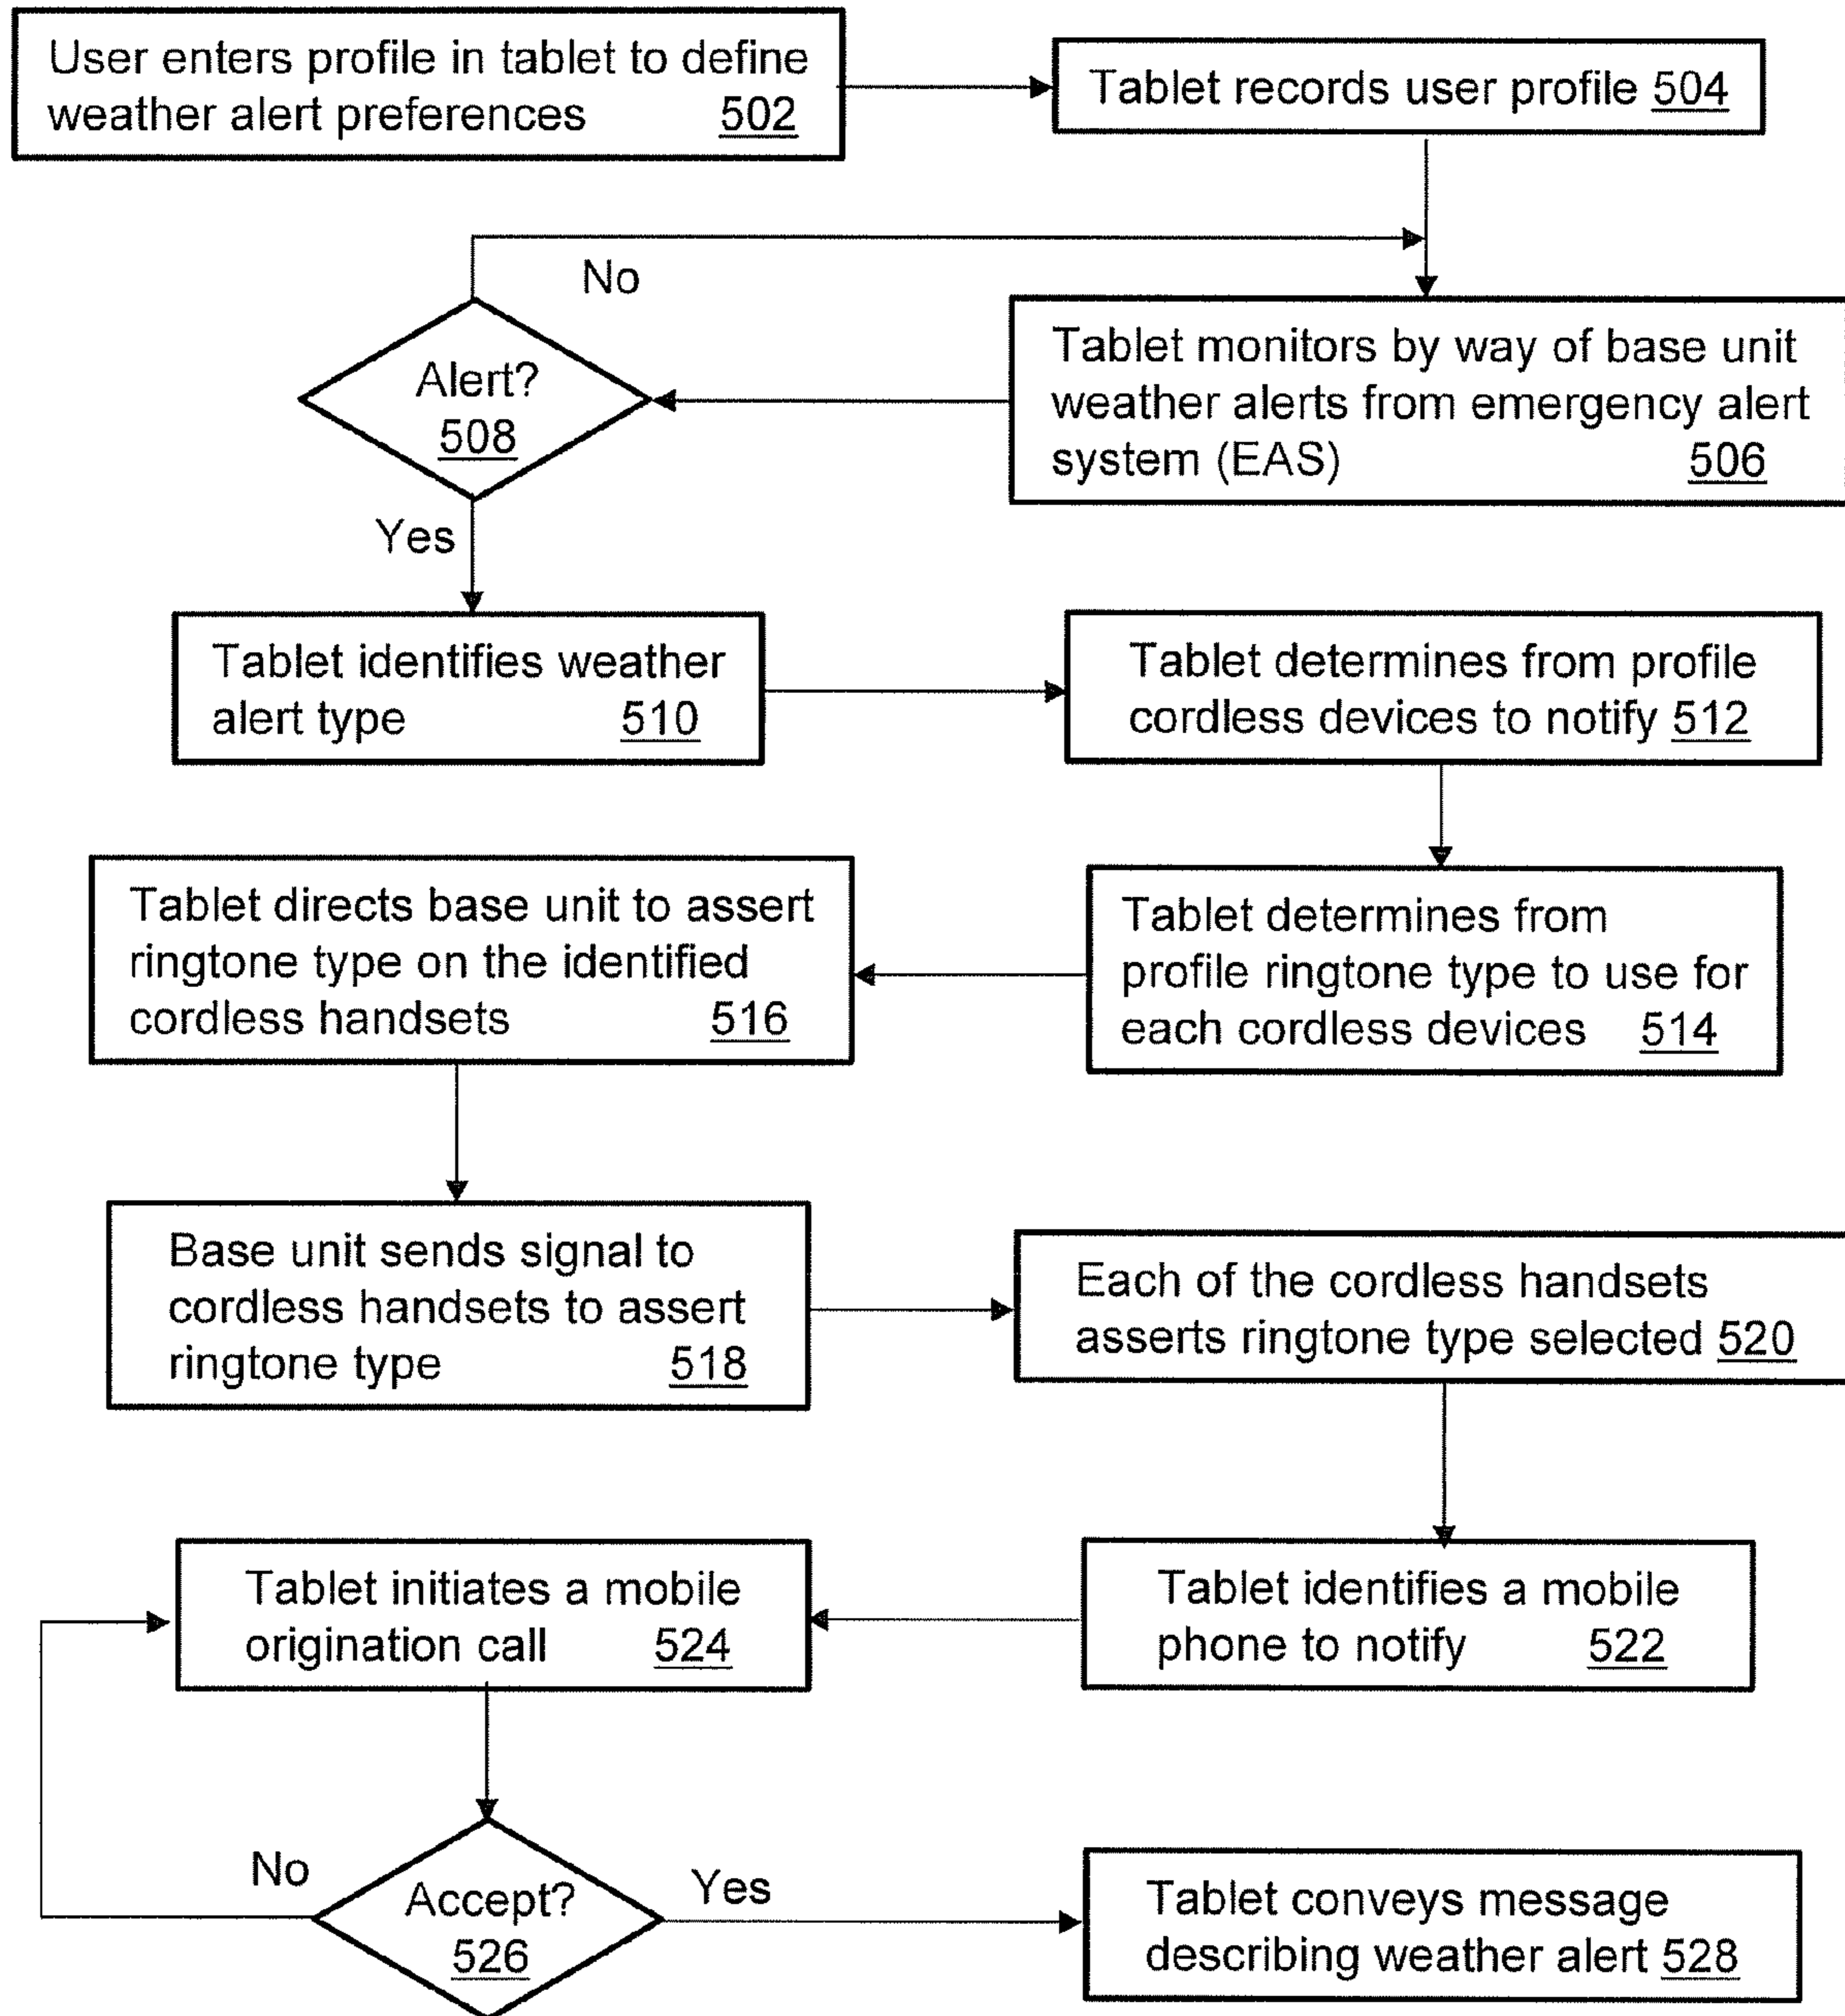 User enters profile in tablet to define
weather alert preferences 502
Tablet records user profile 504
No
Alert?
508
Tablet monitors by way of base unit
weather alerts from emergency alert
system (EAS) 506
Yes
Tablet identifies weather
alert type 510
Tablet determines from profile
cordless devices to notify 512
Tablet determines from
profile ringtone type to use for
each cordless devices 514
Tablet directs base unit to assert
ringtone type on the identified
cordless handsets 516
Base unit sends signal to
cordless handsets to assert
ringtone type 518
Each of the cordless handsets
asserts ringtone type selected 520
Tablet identifies a mobile
phone to notify 522
Tablet initiates a mobile
origination call 524
No
Accept?
526
Yes
Tablet conveys message
describing weather alert 528